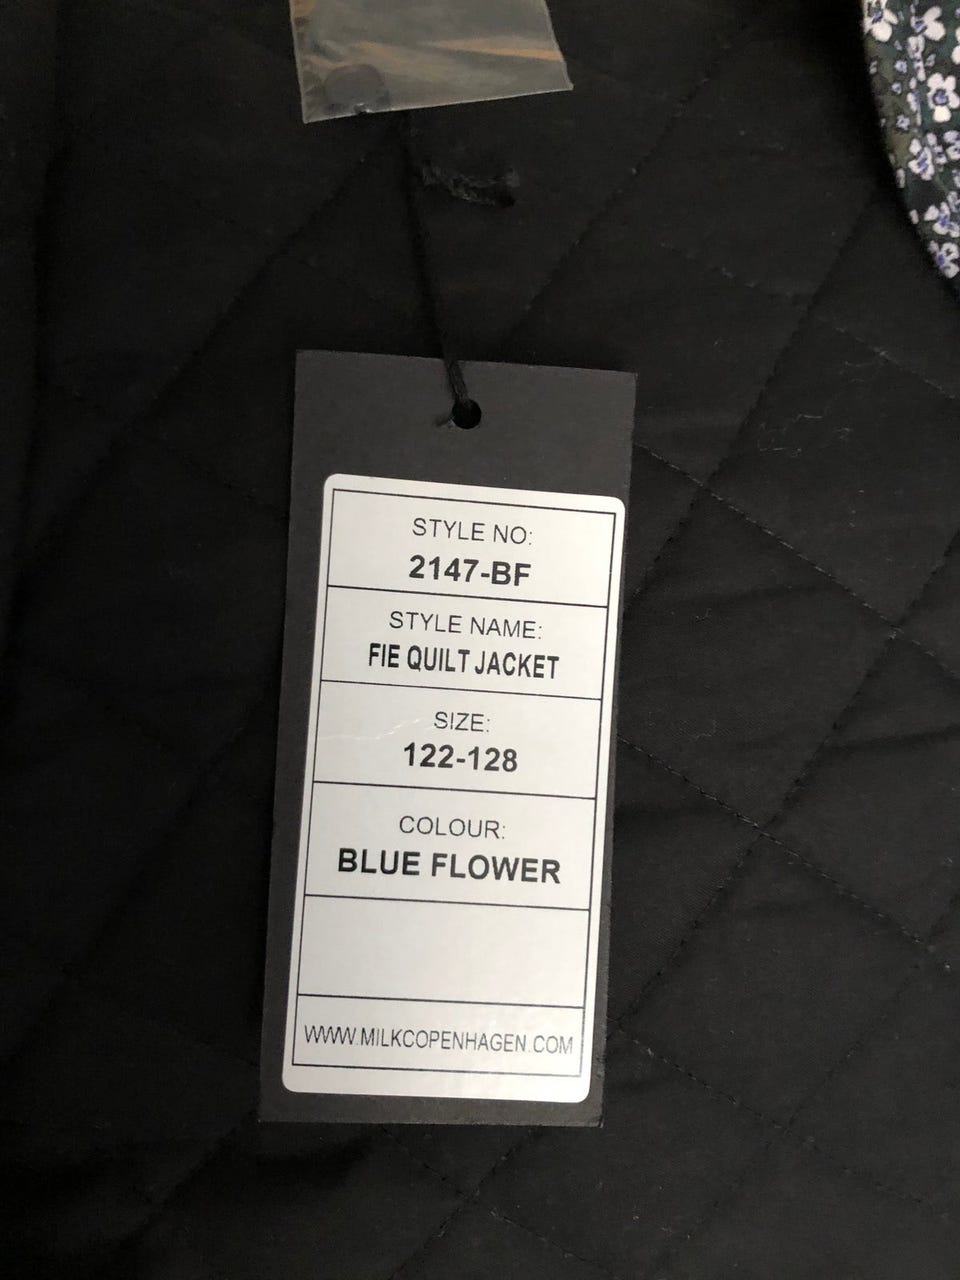 STYLE NO:
2147-BF
STYLE NAME:
FIE QUILT JACKET
SIZE:
122-128
COLOUR:
BLUE FLOWER
WWW.MILKCOPENHAGEN.COM